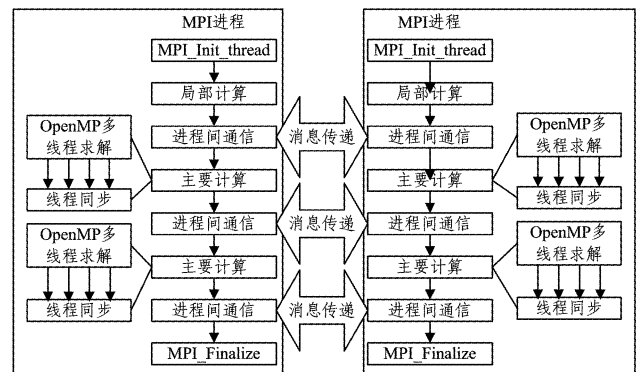 MPI进程
MPI_Init_thread
局部计算
进程间通信
主要计算
进程间通信
主要计算
进程间通信
MPI_Finalize
OpenMP多
线程求解
线程同步
OpenMP多
线程求解
线程同步
消息传递
消息传递
消息传递
MPI进程
MPI_Init_thread
局部计算
进程间通信
主要计算
进程间通信
主要计算
进程间通信
MPI_Finalize
OpenMP多
线程求解
线程同步
OpenMP多
线程求解
线程同步